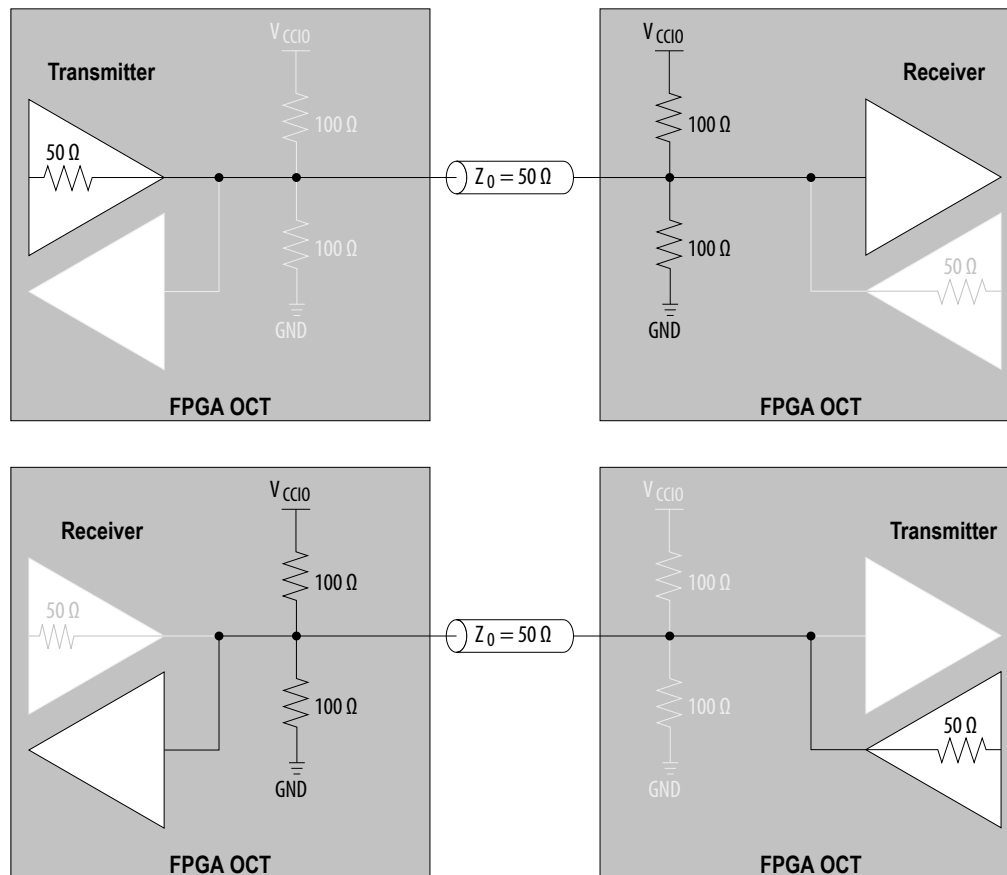 V CCIO
Transmitter
50 Ω
100 Ω
100 Ω
GND
FPGA OCT
Z 0 = 50 Ω
V CCIO
Receiver
100 Ω
100 Ω
50 Ω
GND
FPGA OCT
V CCIO
Receiver
50 Ω
100 Ω
100 Ω
GND
FPGA OCT
Z 0 = 50 Ω
V CCIO
Transmitter
100 Ω
100 Ω
50 Ω
GND
FPGA OCT